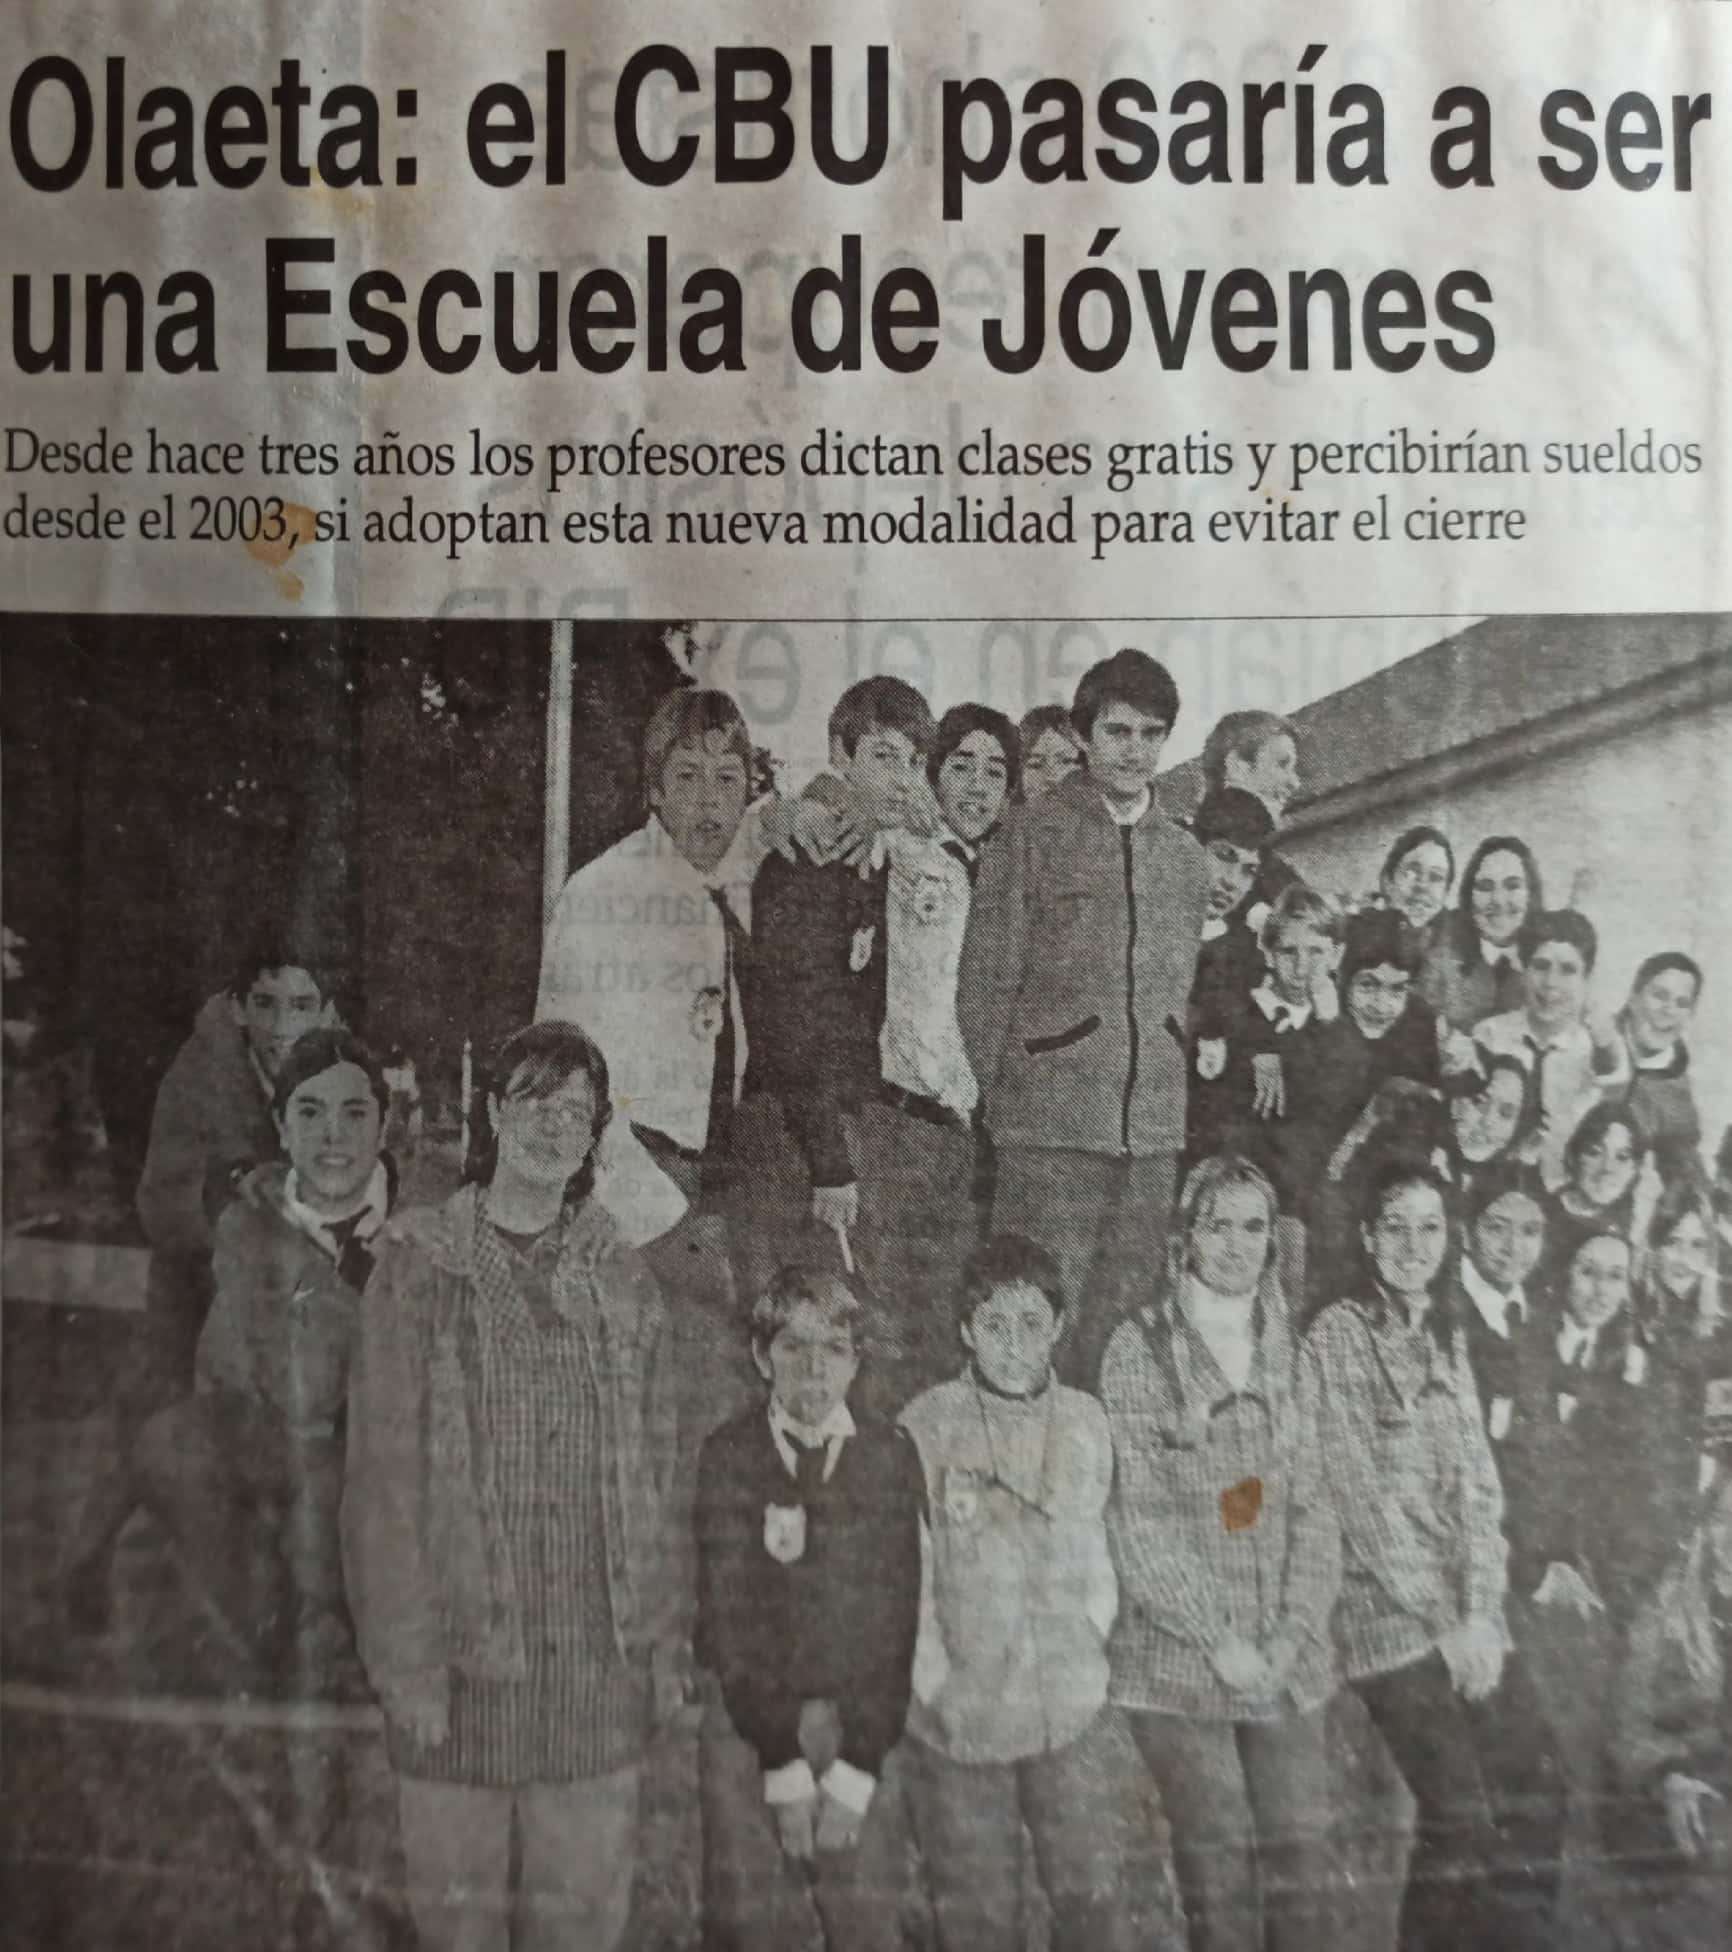 Olaeta: el CBU pasaría a ser
una Escuela de Jóvenes
Desde hace tres años los profesores dictan clases gratis y percibirían sueldos
desde el 2003, si adoptan esta nueva modalidad para evitar el cierre